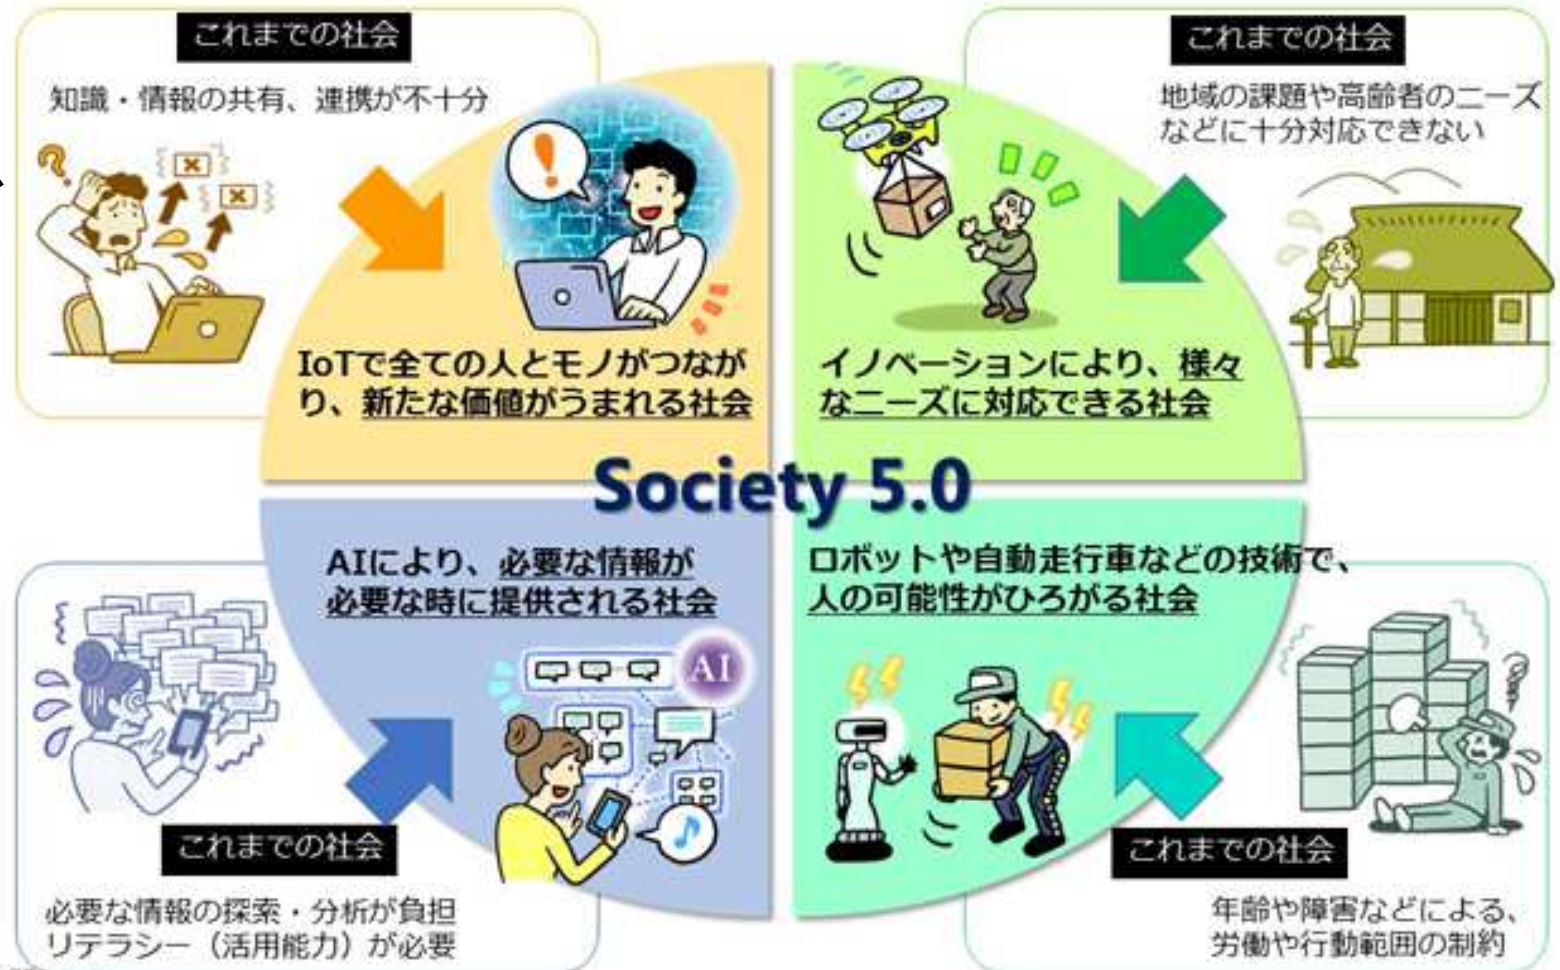 これまでの社会
知識・情報の共有、連携が不十分
IoTで全ての人とモノがつなが
り、新たな価値がうまれる社会
これまでの社会
地域の課題や高齢者のニーズ
などに十分対応できない
イノベーションにより、様々
なニーズに対応できる社会
Society 5.0
AIにより、必要な情報が
必要な時に提供される社会
AI
これまでの社会
必要な情報の探索・分析が負担
リテラシー（活用能力）が必要
ロボットや自動走行車などの技術で、
人の可能性がひろがる社会
これまでの社会
年齢や障害などによる、
労働や行動範囲の制約